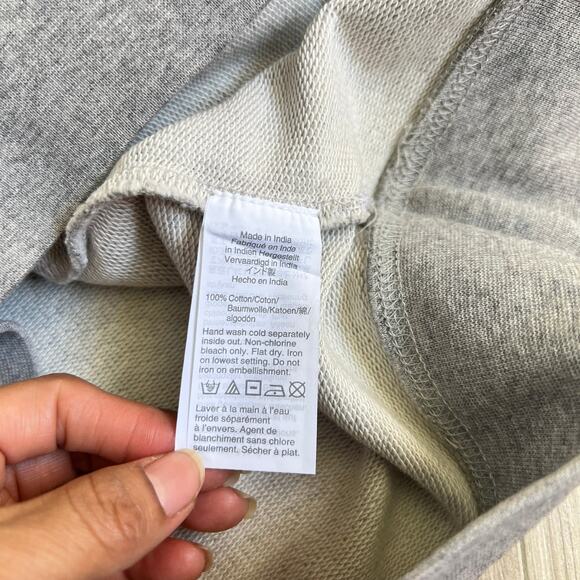 Made in India
Fabriqué en Inde
In Indien Hergestellt
Vervaardigd in India
インド製
Hecho en India
100% Cotton/Coton/
Baumwolle/Katoen/綿/
algodón
Hand wash cold separately
inside out. Non-chlorine
bleach only. Flat dry. Iron
on lowest setting. Do not
iron on embellishment.
Laver à la main à l'eau
froide séparément
à l'envers. Agent de
blanchiment sans chlore
seulement. Sécher à plat.